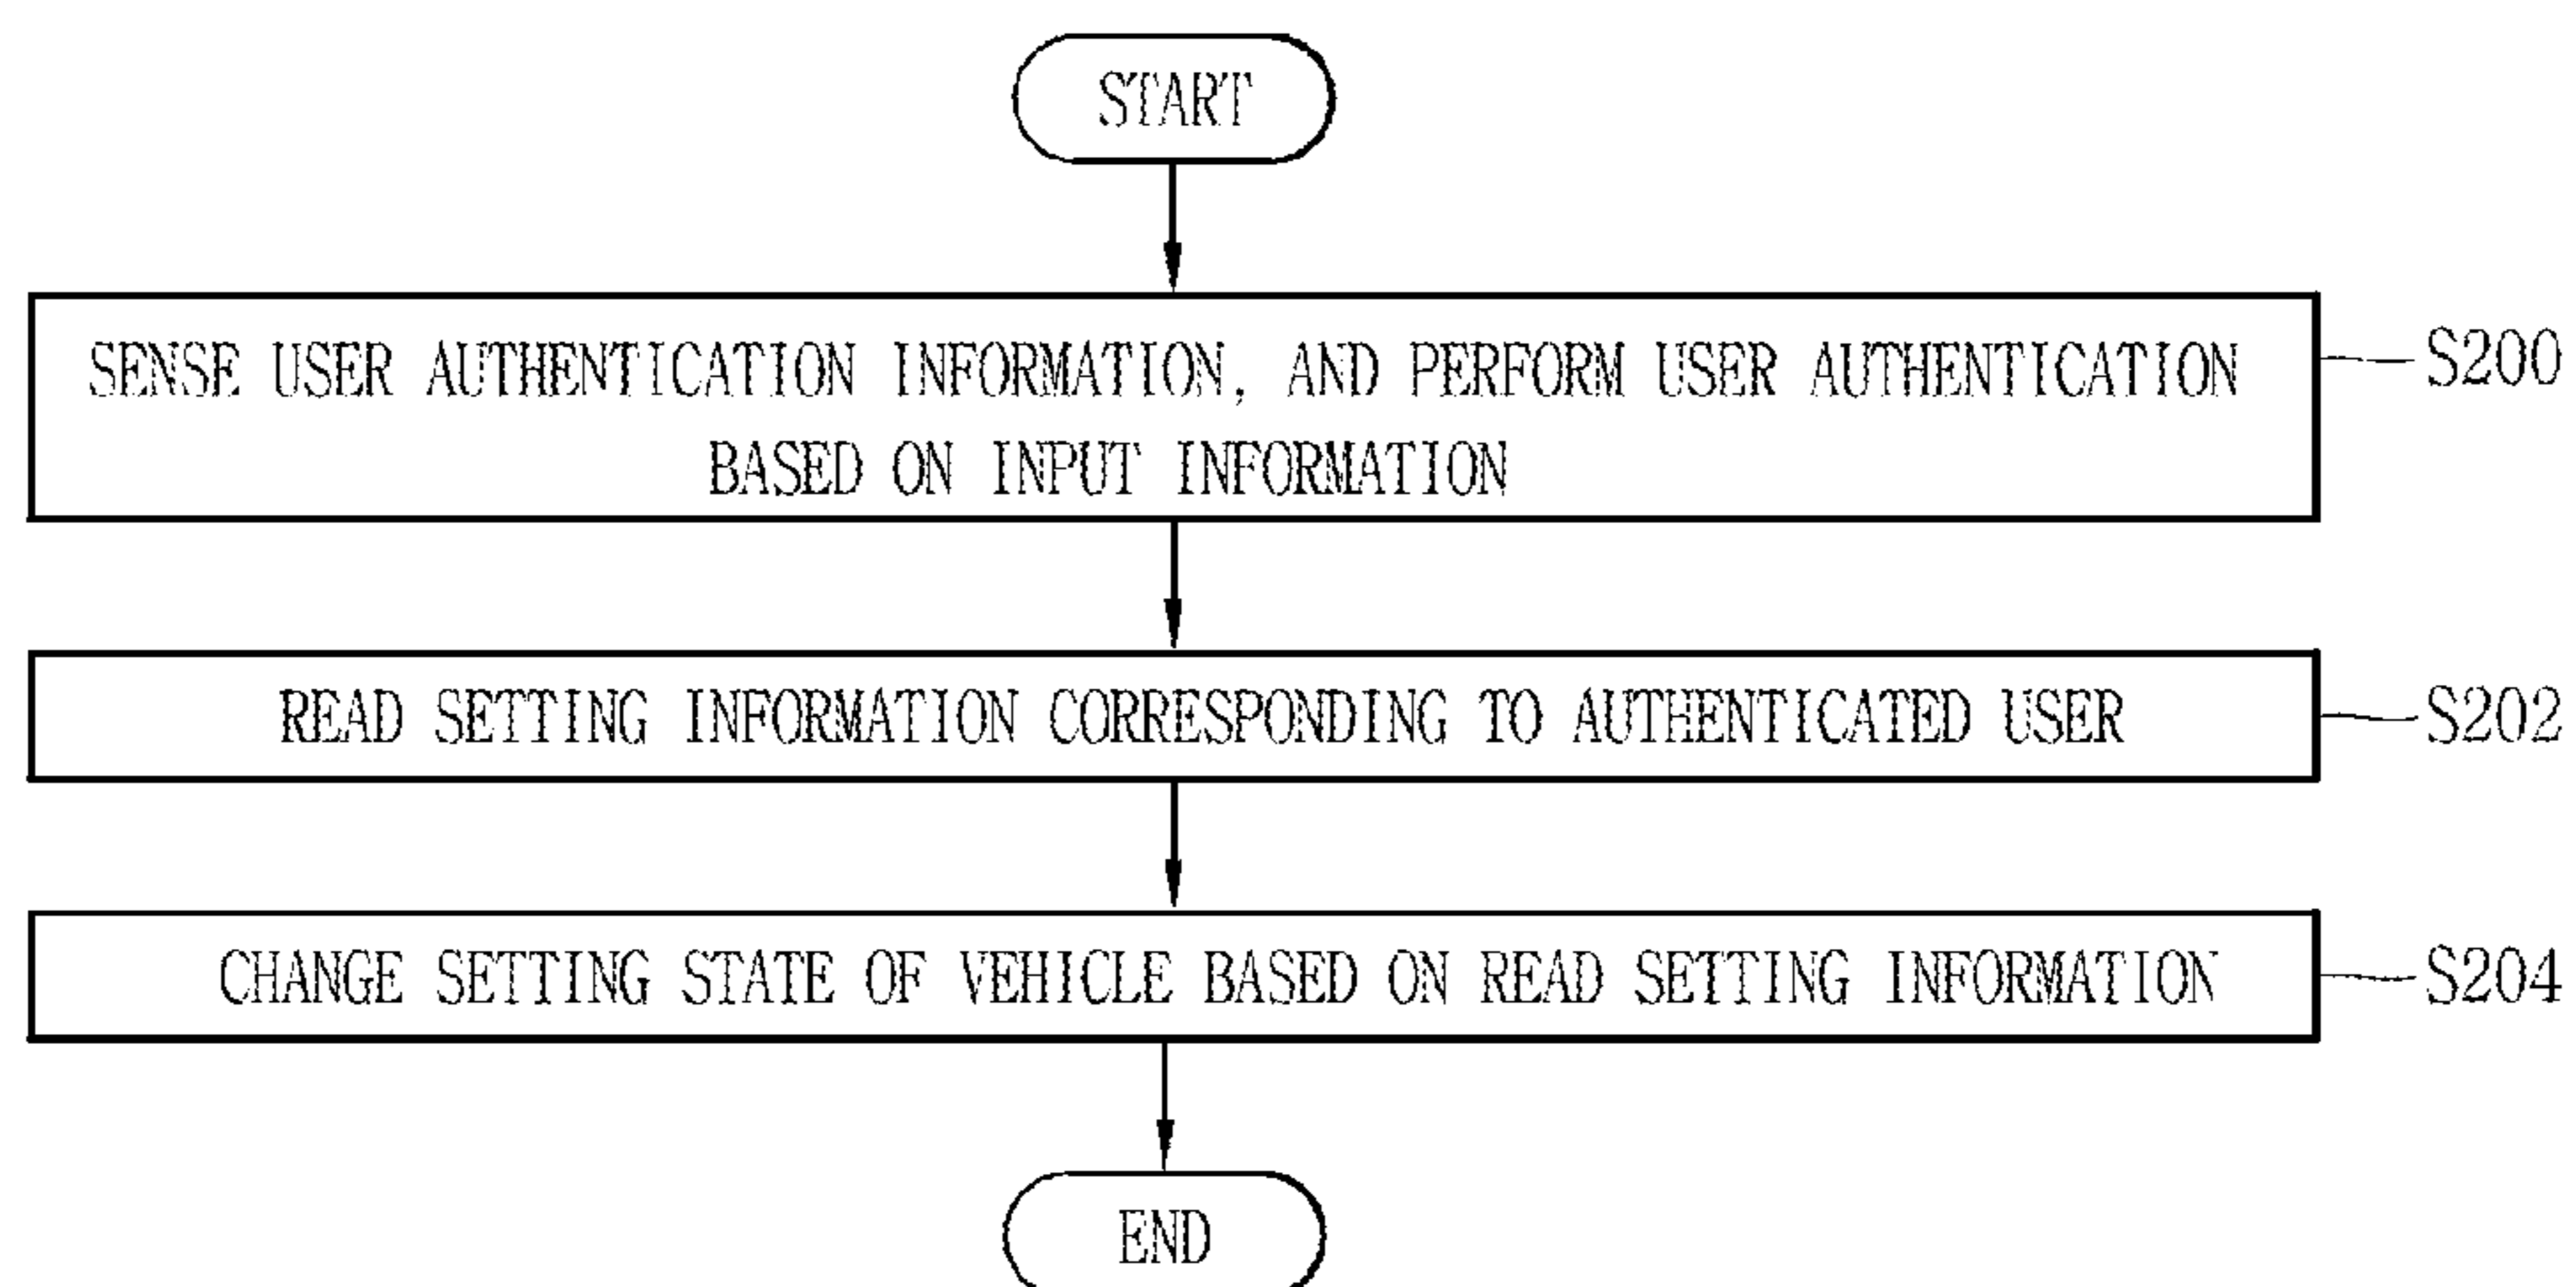 START
SENSE USER AUTHENTICATION INFORMATION, AND PERFORM USER AUTHENTICATION
BASED ON INPUT INFORMATION
S200
READ SETTING INFORMATION CORRESPONDING TO AUTHENTICATED USER
S202
CHANGE SETTING STATE OF VEHICLE BASED ON READ SETTING INFORMATION
S204
END